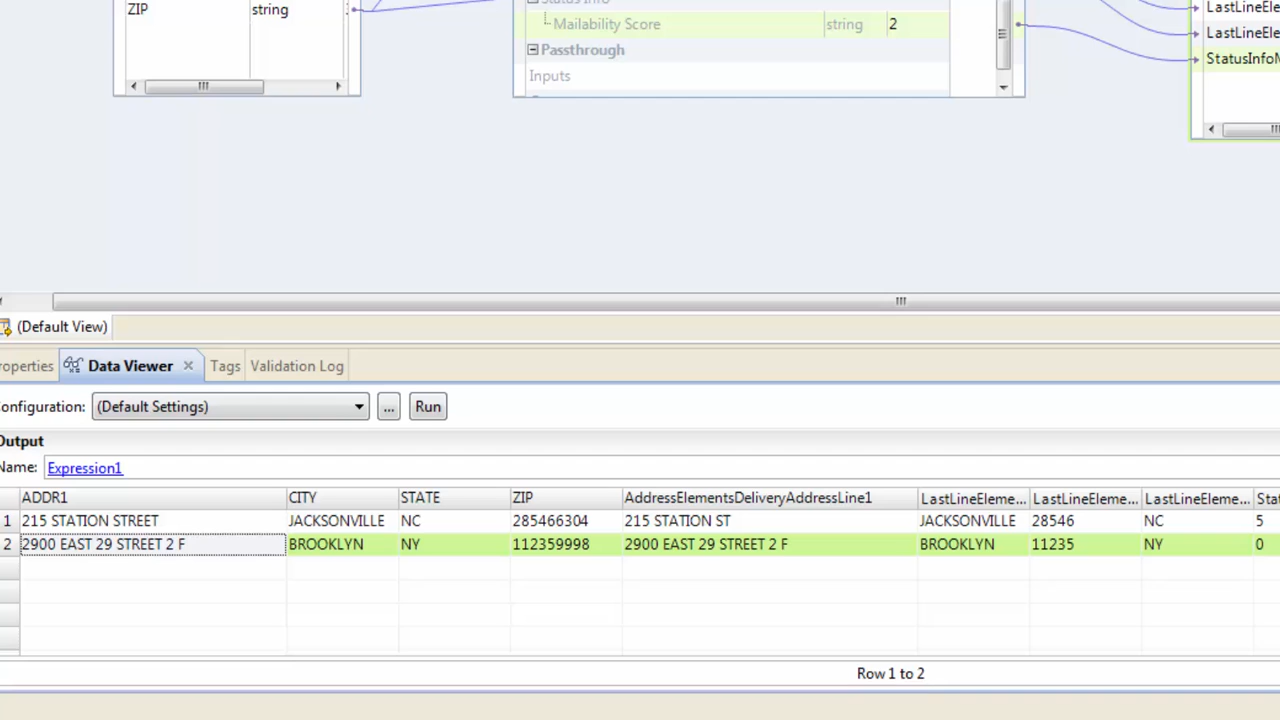 ZIP string
Status Info
Mailability Score string 2
Passthrough
Inputs
LastLineEle
LastLineEle
StatusInfoM
(Default View)
roperties Data Viewer Tags Validation Log
onfiguration: (Default Settings) ... Run
Output
Name: Expression1
ADDR1 CITY STATE ZIP AddressElementsDeliveryAddressLine1 LastLineEleme... LastLineEleme... LastLineEleme... Stat
1 215 STATION STREET JACKSONVILLE NC 285466304 215 STATION ST JACKSONVILLE 28546 NC 5
2 2900 EAST 29 STREET 2 F BROOKLYN NY 112359998 2900 EAST 29 STREET 2 F BROOKLYN 11235 NY 0
Row 1 to 2